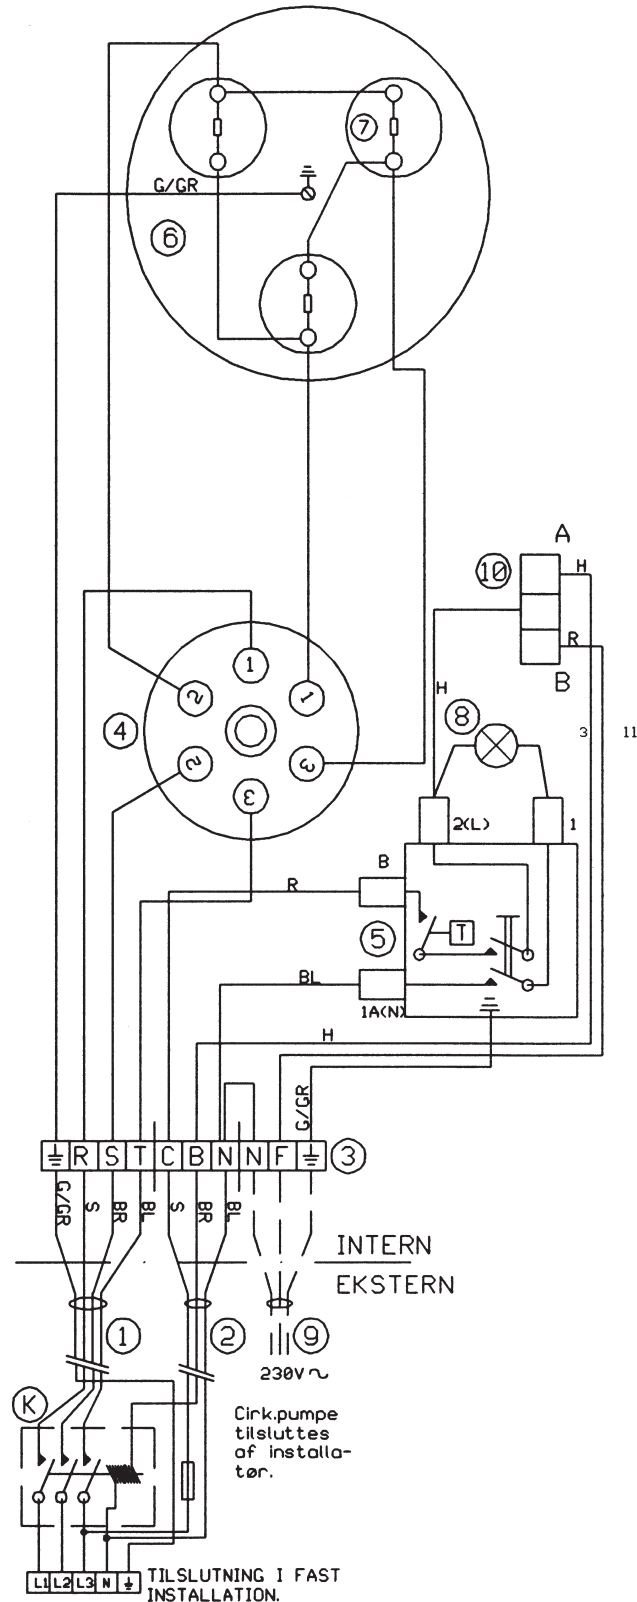 7
G/GR
6
A
10
H
R
B
H
1
1
2
4
8
3
11
2
3
3
2(L)
1
B
R
5
T
BL
1A(N)
H
G/GR
R S T C B N N F
3
G/GR S BR BL S BR BL
INTERN
EKSTERN
1
2
9
230V~
K
Cirk.pumpe
tilsluttes
af installa-
tør.
L1 L2 L3 N
TILSLUTNING I FAST
INSTALLATION.